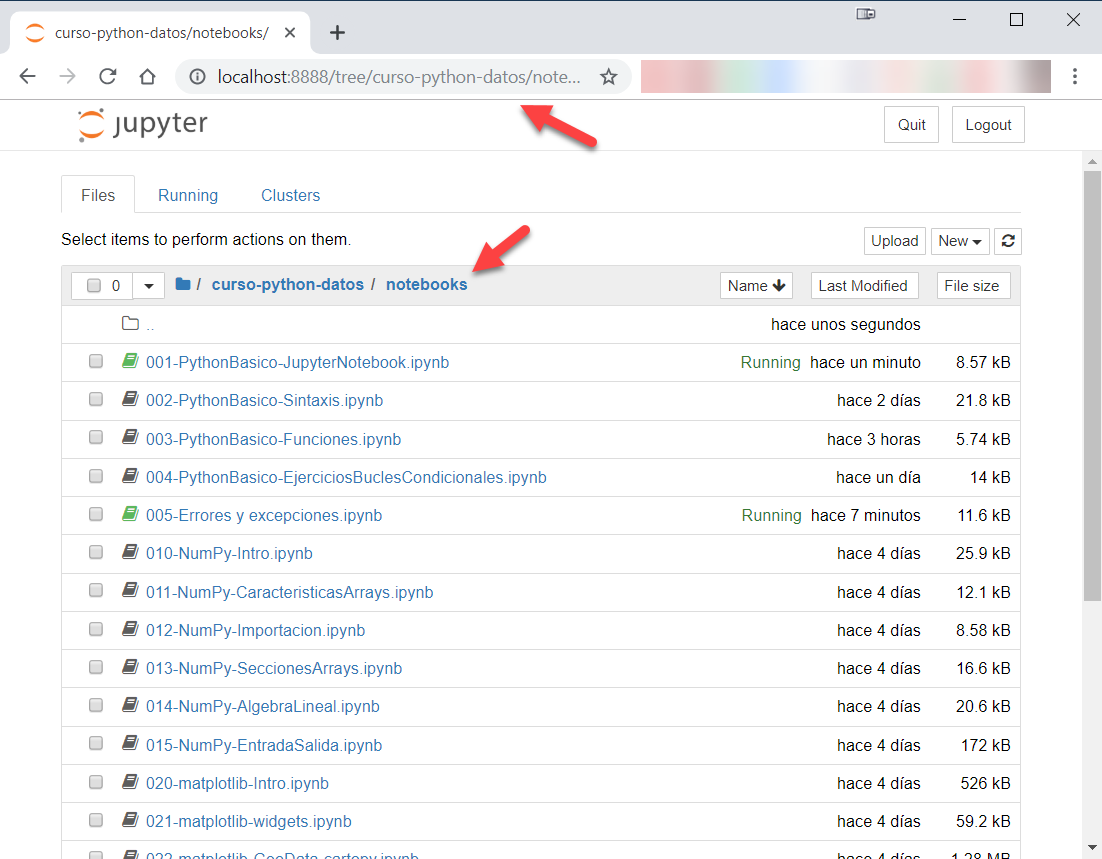 curso-python-datos/notebooks/
localhost:8888/tree/curso-python-datos/note...
jupyter
Quit Logout
Files Running Clusters
Select items to perform actions on them.
Upload New
0 / curso-python-datos / notebooks Name Last Modified File size
.. hace unos segundos
001-PythonBasico-JupyterNotebook.ipynb Running hace un minuto 8.57 kB
002-PythonBasico-Sintaxis.ipynb hace 2 días 21.8 kB
003-PythonBasico-Funciones.ipynb hace 3 horas 5.74 kB
004-PythonBasico-EjerciciosBuclesCondicionales.ipynb hace un día 14 kB
005-Errores y excepciones.ipynb Running hace 7 minutos 11.6 kB
010-NumPy-Intro.ipynb hace 4 días 25.9 kB
011-NumPy-CaracteristicasArrays.ipynb hace 4 días 12.1 kB
012-NumPy-Importacion.ipynb hace 4 días 8.58 kB
013-NumPy-SeccionesArrays.ipynb hace 4 días 16.6 kB
014-NumPy-AlgebraLineal.ipynb hace 4 días 20.6 kB
015-NumPy-EntradaSalida.ipynb hace 4 días 172 kB
020-matplotlib-Intro.ipynb hace 4 días 526 kB
021-matplotlib-widgets.ipynb hace 4 días 59.2 kB
022-matplotlib-GeoData-cartopy.ipynb hace 4 días 1.28 MB